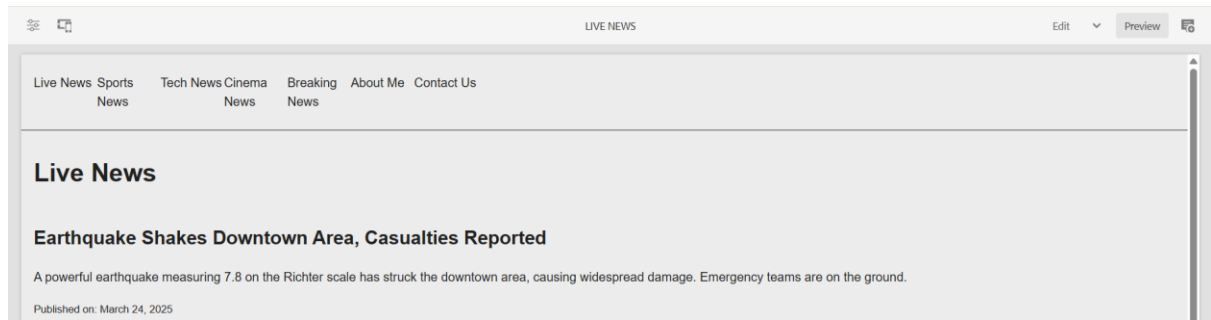 LIVE NEWS
Edit
Preview
Live News Sports News Tech News Cinema News Breaking News About Me Contact Us
Live News
Earthquake Shakes Downtown Area, Casualties Reported
A powerful earthquake measuring 7.8 on the Richter scale has struck the downtown area, causing widespread damage. Emergency teams are on the ground.
Published on: March 24, 2025